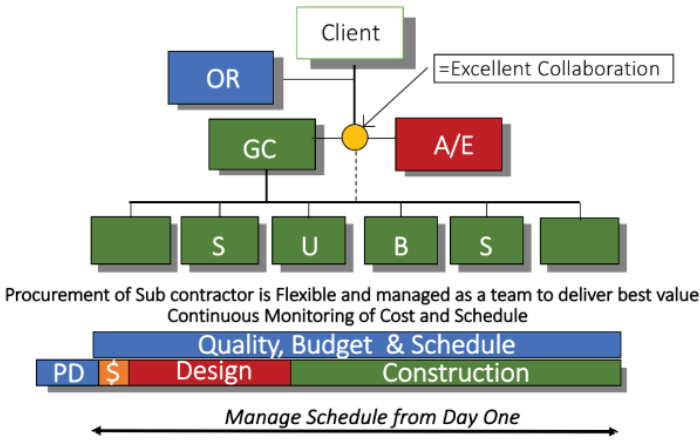 Client
OR
=Excellent Collaboration
GC
A/E
S U B S
Procurement of Sub contractor is Flexible and managed as a team to deliver best value
Continuous Monitoring of Cost and Schedule
Quality, Budget & Schedule
PD $ Design Construction
Manage Schedule from Day One